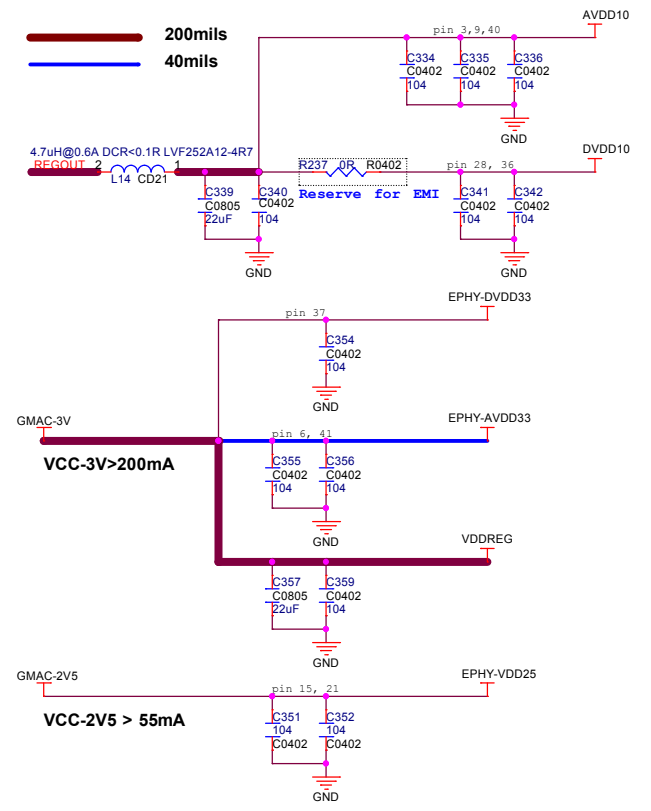 200mils
40mils
AVDD10
pin 3,9,40
C334
C0402
104
C335
C0402
104
C336
C0402
104
GND
4.7uH@0.6A DCR<0.1R LVF252A12-4R7
REGOUT 2
1
L14 CD21
R237 0R R0402
Reserve for EMI
pin 28, 36
DVDD10
C339
C0805
22uF
C340
C0402
104
C341
C0402
104
C342
C0402
104
GND
GND
EPHY-DVDD33
pin 37
C354
C0402
104
GND
GMAC-3V
EPHY-AVDD33
pin 6, 41
VCC-3V>200mA
C355
C0402
104
C356
C0402
104
GND
VDDREG
C357
C0805
22uF
C359
C0402
104
GND
GMAC-2V5
EPHY-VDD25
pin 15, 21
VCC-2V5 > 55mA
C351
104
C0402
C352
104
C0402
GND